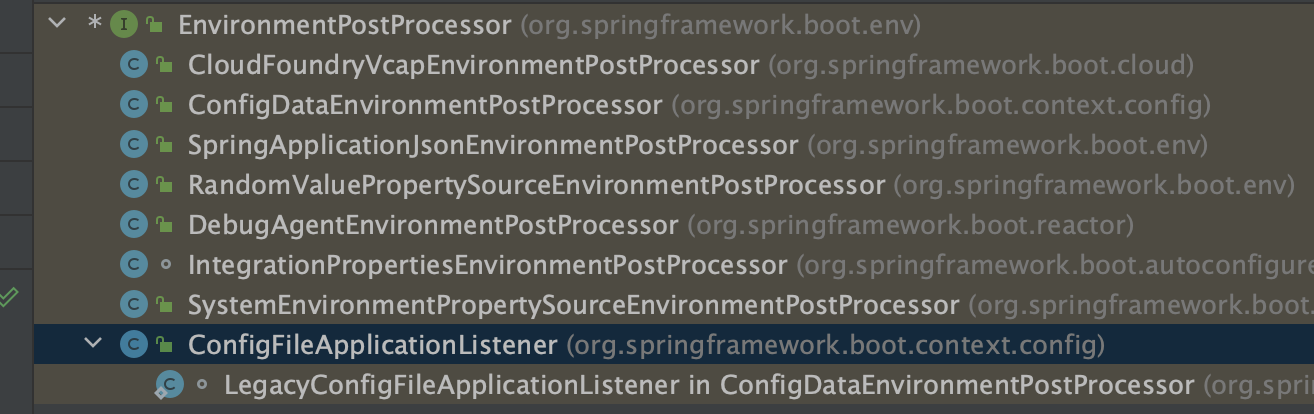 * I EnvironmentPostProcessor (org.springframework.boot.env)
C CloudFoundryVcapEnvironmentPostProcessor (org.springframework.boot.cloud)
C ConfigDataEnvironmentPostProcessor (org.springframework.boot.context.config)
C SpringApplicationJsonEnvironmentPostProcessor (org.springframework.boot.env)
C RandomValuePropertySourceEnvironmentPostProcessor (org.springframework.boot.env)
C DebugAgentEnvironmentPostProcessor (org.springframework.boot.reactor)
C IntegrationPropertiesEnvironmentPostProcessor (org.springframework.boot.autoconfigure
C SystemEnvironmentPropertySourceEnvironmentPostProcessor (org.springframework.boot.
C ConfigFileApplicationListener (org.springframework.boot.context.config)
C LegacyConfigFileApplicationListener in ConfigDataEnvironmentPostProcessor (org.spri